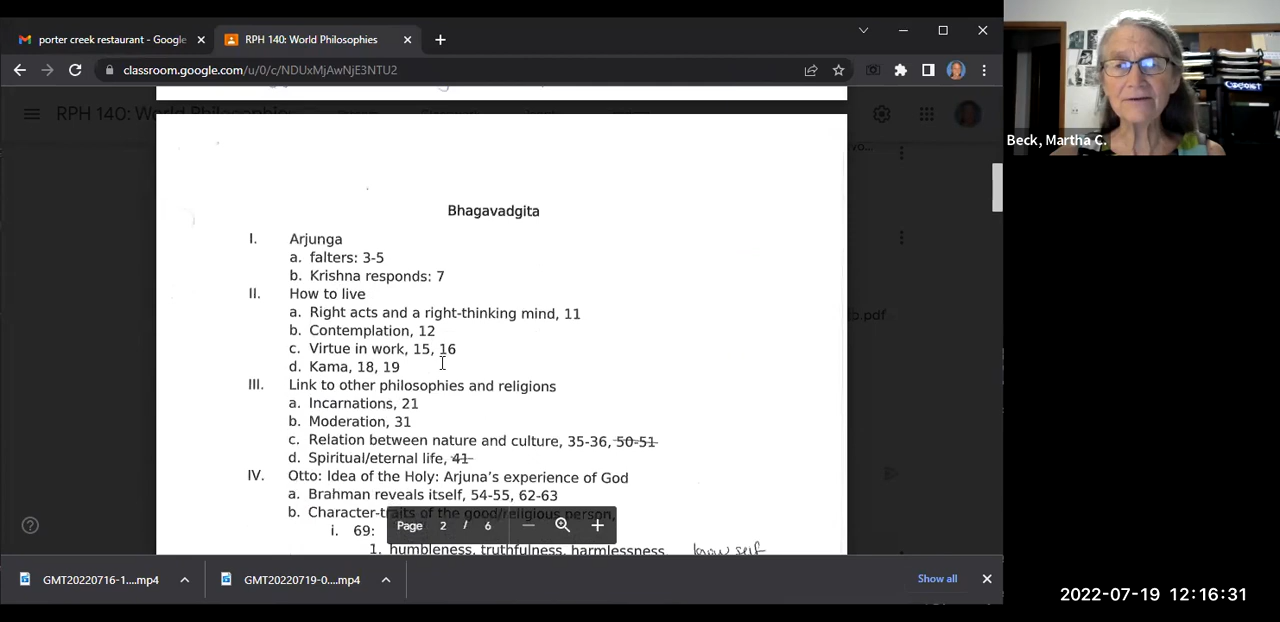 porter creek restaurant - Google
RPH 140: World Philosophies
classroom.google.com/u/0/c/NDUxMjAwNjE3NTU2
RPH 140: World Philosophie
Beck, Martha C.
Bhagavadgita
I. Arjunga
a. falters: 3-5
b. Krishna responds: 7
II. How to live
a. Right acts and a right-thinking mind, 11
b. Contemplation, 12
c. Virtue in work, 15, 16
d. Kama, 18, 19
III. Link to other philosophies and religions
a. Incarnations, 21
b. Moderation, 31
c. Relation between nature and culture, 35-36, 50-51
d. Spiritual/eternal life, 41
IV. Otto: Idea of the Holy: Arjuna's experience of God
a. Brahman reveals itself, 54-55, 62-63
b. Character-traits of the good/religious person,
i. 69:
1. humbleness, truthfulness, harmlessness, know self
Page 2 / 6
.pdf
GMT20220716-1....mp4
GMT20220719-0....mp4
Show all
2022-07-19 12:16:31